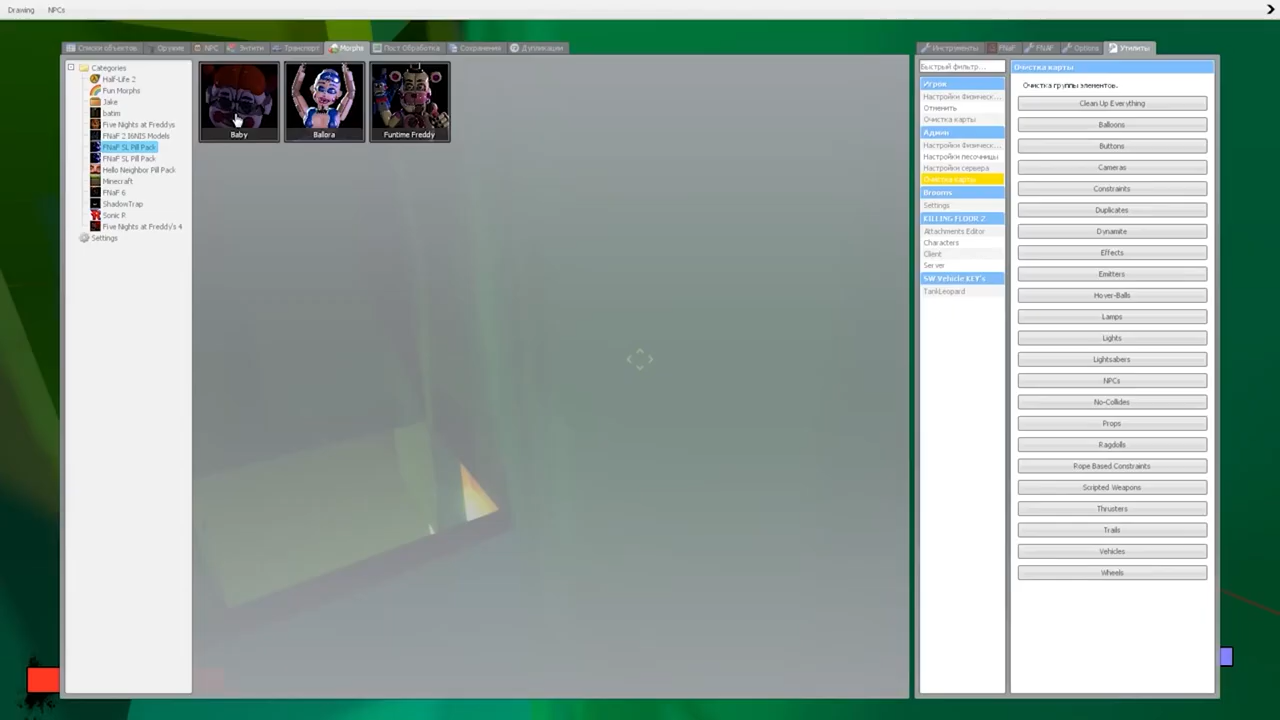 Drawing NPCs
Списки объектов Оружие NPC Энтити Транспорт Morphs Пост Обработка Сохранения Дупликации
Инструменты FNaF FNAF Options Утилиты
Categories
Half-Life 2
Fun Morphs
Jake
batim
Five Nights at Freddys
FNaF 2 IGNIS Models
FNaF SL Pill Pack
FNaF SL Pill Pack
Hello Neighbor Pill Pack
Minecraft
FNaF 6
ShadowTrap
Sonic R
Five Nights at Freddy's 4
Settings
Baby Ballora Funtime Freddy
Быстрый фильтр...
Игрок
Настройки Физическ...
Отменить
Очистка карты
Админ
Настройки Физическ...
Настройки песочницы
Настройки сервера
Очистка карты
Brooms
Settings
KILLING FLOOR 2
Attachments Editor
Characters
Client
Server
SW Vehicle KEY's
TankLeopard
Очистка карты
Очистка группы элементов.
Clean Up Everything
Balloons
Buttons
Cameras
Constraints
Duplicates
Dynamite
Effects
Emitters
Hover-Balls
Lamps
Lights
Lightsabers
NPCs
No-Collides
Props
Ragdolls
Rope Based Constraints
Scripted Weapons
Thrusters
Trails
Vehicles
Wheels